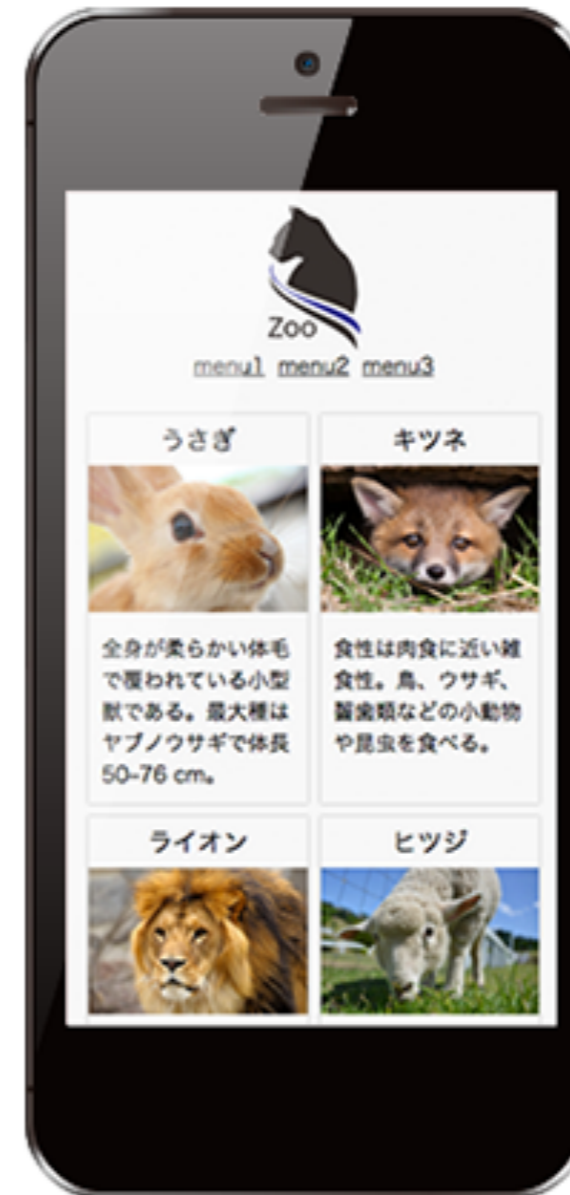 Zoo
menu1 menu2 menu3
うさぎ
キツネ
全身が柔らかい体毛
で覆われている小型
獣である。最大種は
ヤブノウサギで体長
50–76 cm。
食性は肉食に近い雑
食性。鳥、ウサギ、
齧歯類などの小動物
や昆虫を食べる。
ライオン
ヒツジ